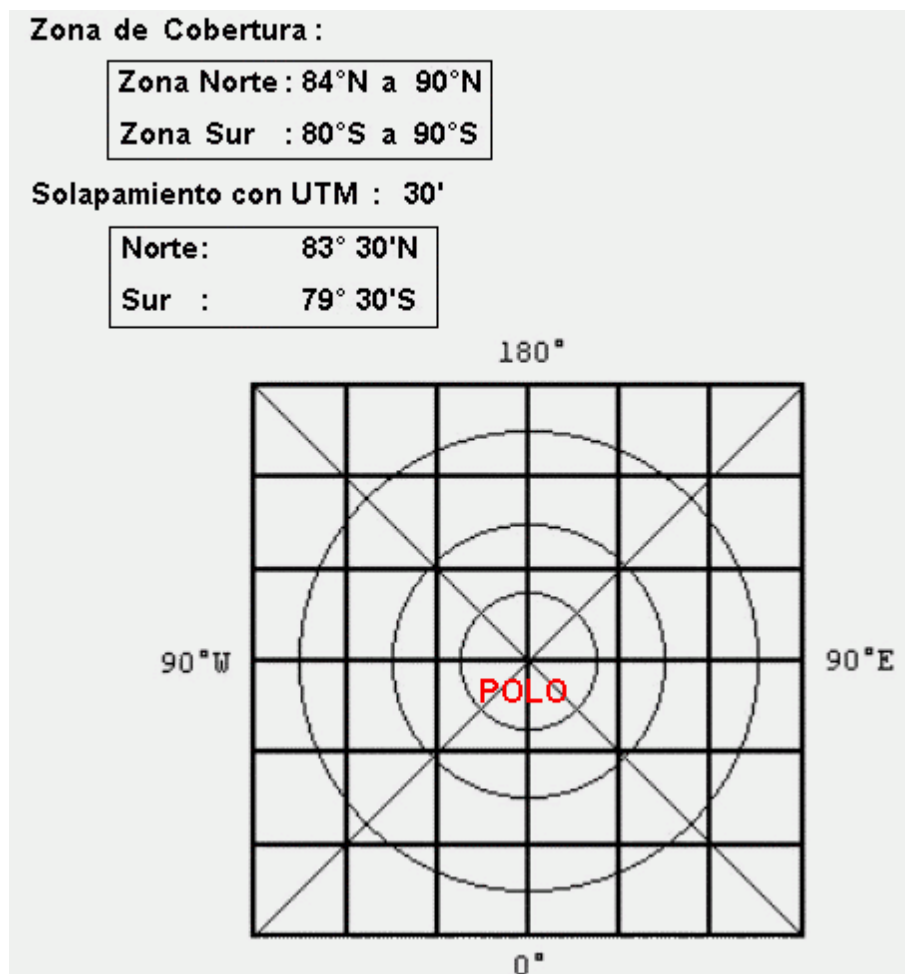 Zona de Cobertura :
Zona Norte : 84°N a 90°N
Zona Sur : 80°S a 90°S
Solapamiento con UTM : 30'
Norte: 83° 30'N
Sur : 79° 30'S
180°
90°W
90°E
POLO
0°